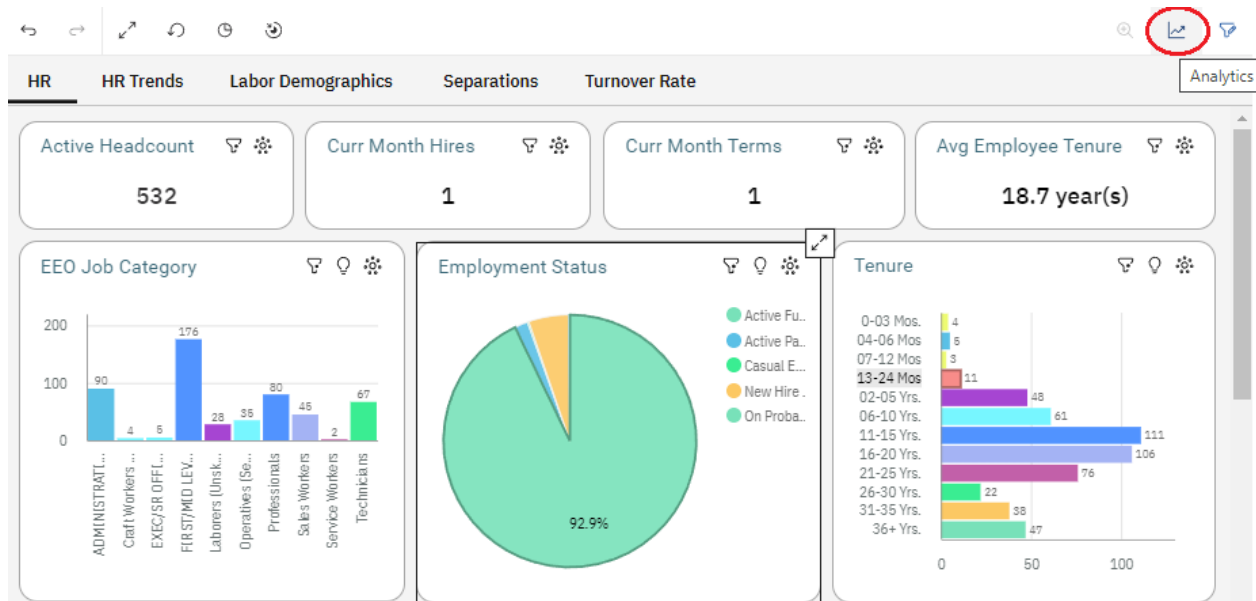 Analytics
HR
HR Trends
Labor Demographics
Separations
Turnover Rate
Active Headcount
532
Curr Month Hires
1
Curr Month Terms
1
Avg Employee Tenure
18.7 year(s)
EEO Job Category
200
100
0
90
4
5
176
28
35
80
45
2
67
ADMINISTRATI...
Craft Workers ...
EXEC/SR OFFI...
FIRST/MID LEV...
Laborers (Unsk...
Operatives (Se...
Professionals
Sales Workers
Service Workers
Technicians
Employment Status
92.9%
Active Fu..
Active Pa..
Casual E...
New Hire .
On Proba..
Tenure
0-03 Mos. 4
04-06 Mos 5
07-12 Mos 3
13-24 Mos 11
02-05 Yrs. 48
06-10 Yrs. 61
11-15 Yrs. 111
16-20 Yrs. 106
21-25 Yrs. 76
26-30 Yrs. 22
31-35 Yrs. 38
36+ Yrs. 47
0 50 100